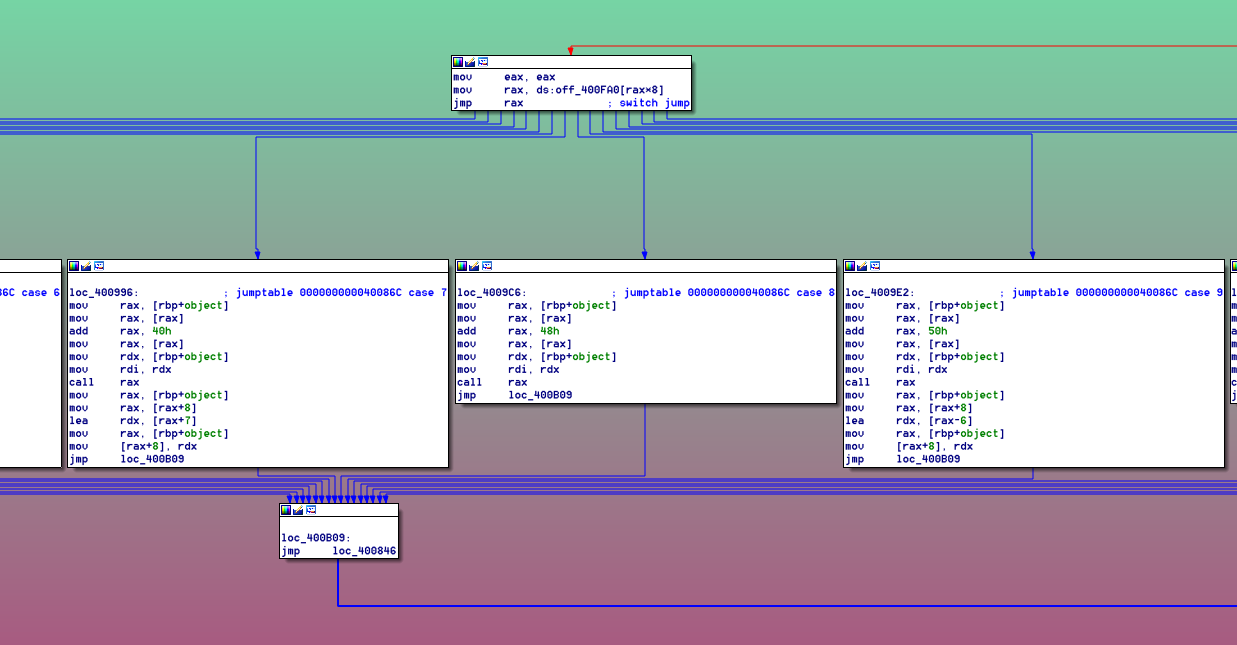 mov     eax, eax
mov     rax, ds:off_400FA0[rax*8]
jmp     rax             ; switch jump
86C case 6
loc_400996:             ; jumptable 000000000040086C case 7
mov     rax, [rbp+object]
mov     rax, [rax]
add     rax, 40h
mov     rax, [rax]
mov     rdx, [rbp+object]
mov     rdi, rdx
call    rax
mov     rax, [rbp+object]
mov     rax, [rax+8]
lea     rdx, [rax+7]
mov     rax, [rbp+object]
mov     [rax+8], rdx
jmp     loc_400B09
loc_4009C6:             ; jumptable 000000000040086C case 8
mov     rax, [rbp+object]
mov     rax, [rax]
add     rax, 48h
mov     rax, [rax]
mov     rdx, [rbp+object]
mov     rdi, rdx
call    rax
jmp     loc_400B09
loc_4009E2:             ; jumptable 000000000040086C case 9
mov     rax, [rbp+object]
mov     rax, [rax]
add     rax, 50h
mov     rax, [rax]
mov     rdx, [rbp+object]
mov     rdi, rdx
call    rax
mov     rax, [rbp+object]
mov     rax, [rax+8]
lea     rdx, [rax-6]
mov     rax, [rbp+object]
mov     [rax+8], rdx
jmp     loc_400B09
loc_400B09:
jmp     loc_400846